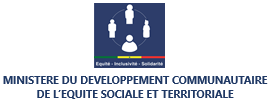 Equité - Inclusivité - Solidarité
MINISTERE DU DEVELOPPEMENT COMMUNAUTAIRE
DE L’EQUITE SOCIALE ET TERRITORIALE